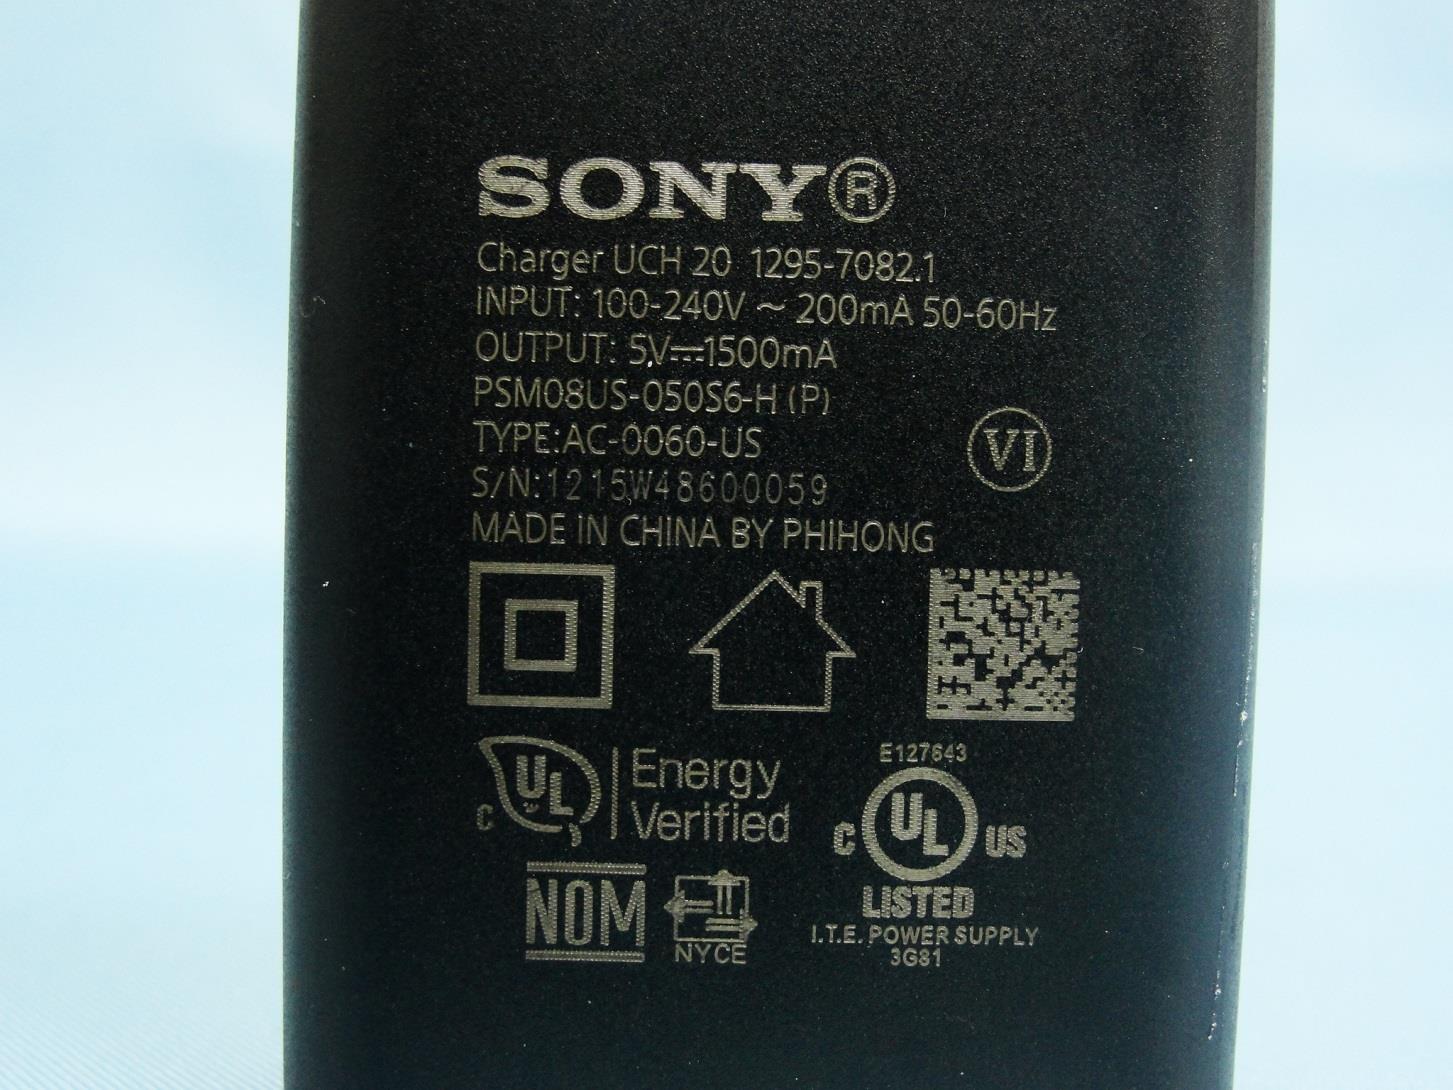 SONY®
Charger UCH 20 1295-7082.1
INPUT: 100-240V ~ 200mA 50-60Hz
OUTPUT: 5V⎓1500mA
PSM08US-050S6-H (P)
TYPE:AC-0060-US
VI
S/N:1215W48600059
MADE IN CHINA BY PHIHONG
C UL Energy
Verified
E127643
C UL US
LISTED
I.T.E. POWER SUPPLY
3G81
NOM
NYCE